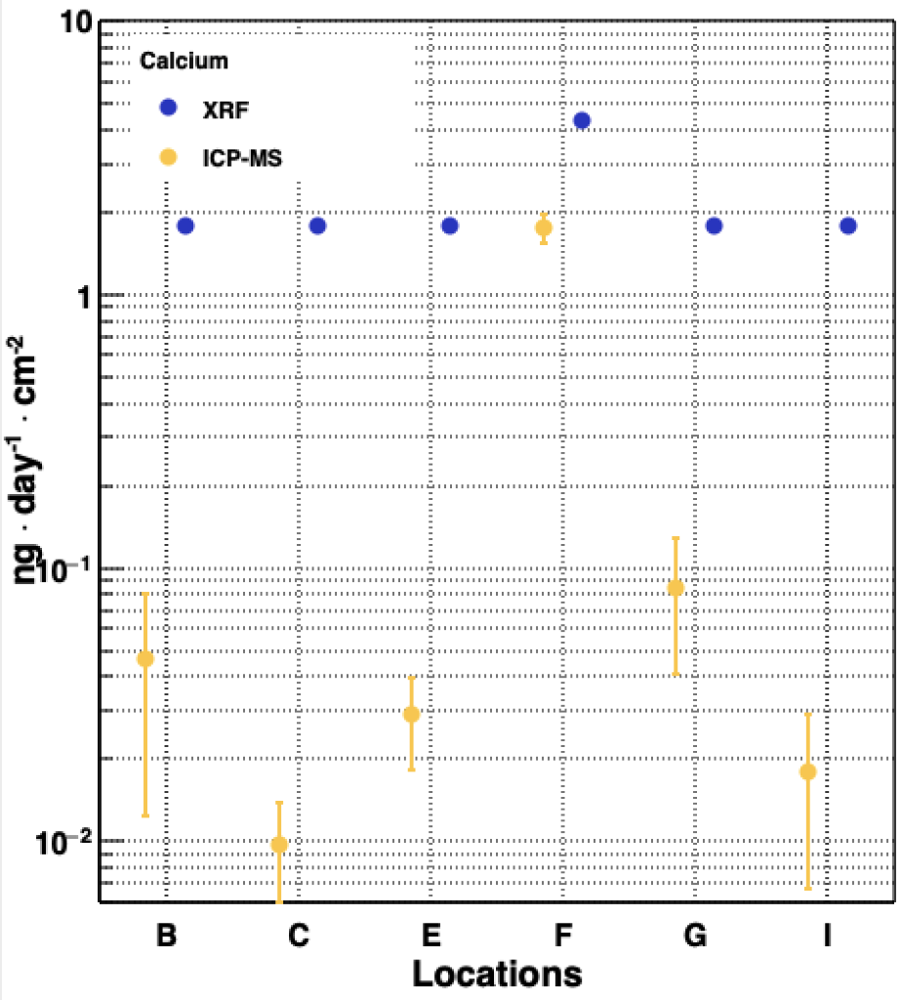 10
Calcium
XRF
ICP-MS
1
ng · day⁻¹ · cm⁻²
10⁻¹
10⁻²
B C E F G I
Locations